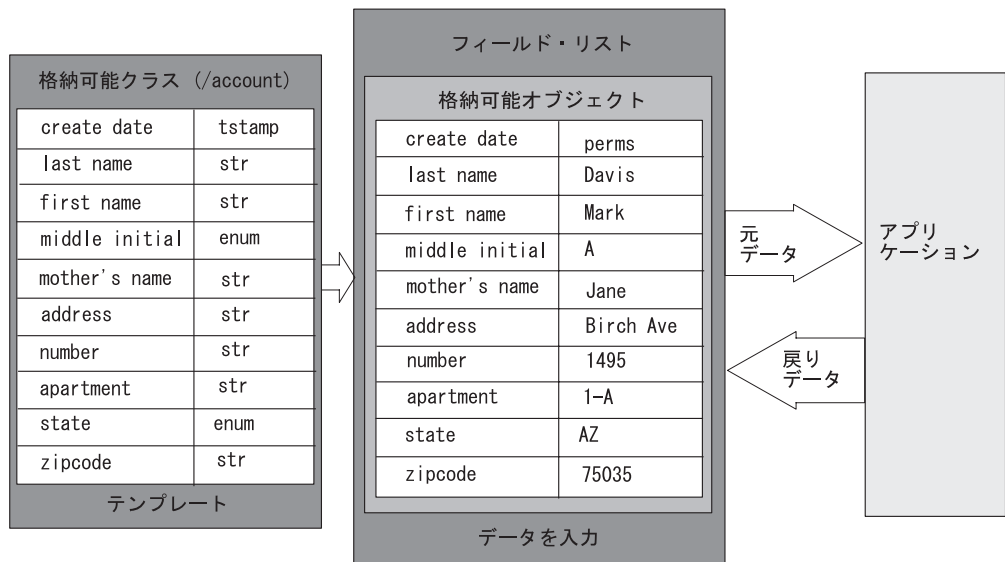 格納可能クラス (/account)
create date tstamp
last name str
first name str
middle initial enum
mother's name str
address str
number str
apartment str
state enum
zipcode str
テンプレート
フィールド・リスト
格納可能オブジェクト
create date perms
last name Davis
first name Mark
middle initial A
mother's name Jane
address Birch Ave
number 1495
apartment 1-A
state AZ
zipcode 75035
データを入力
元
データ
戻り
データ
アプリ
ケーション